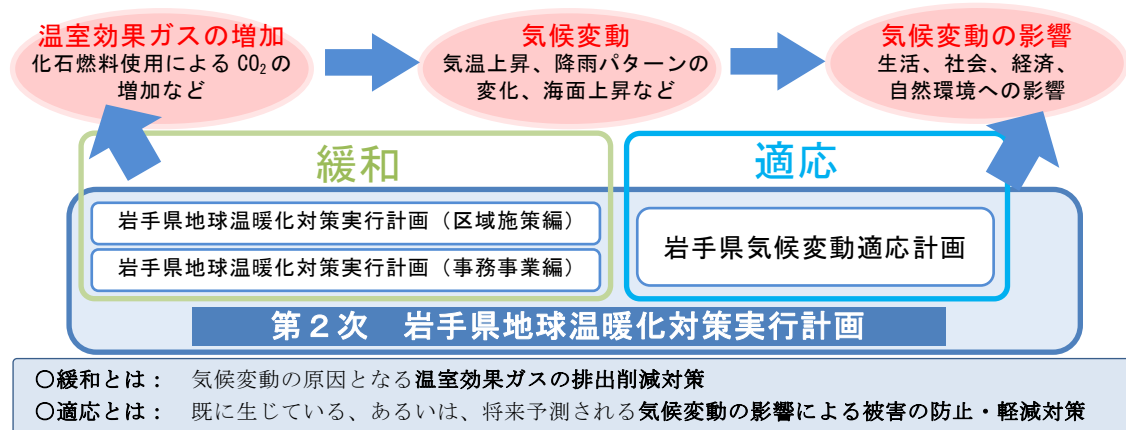 温室効果ガスの増加
化石燃料使用による CO₂の
増加など
気候変動
気温上昇、降雨パターンの
変化、海面上昇など
気候変動の影響
生活、社会、経済、
自然環境への影響
緩和
適応
岩手県地球温暖化対策実行計画(区域施策編)
岩手県地球温暖化対策実行計画(事務事業編)
岩手県気候変動適応計画
第2次 岩手県地球温暖化対策実行計画
○緩和とは: 気候変動の原因となる温室効果ガスの排出削減対策
○適応とは: 既に生じている、あるいは、将来予測される気候変動の影響による被害の防止・軽減対策